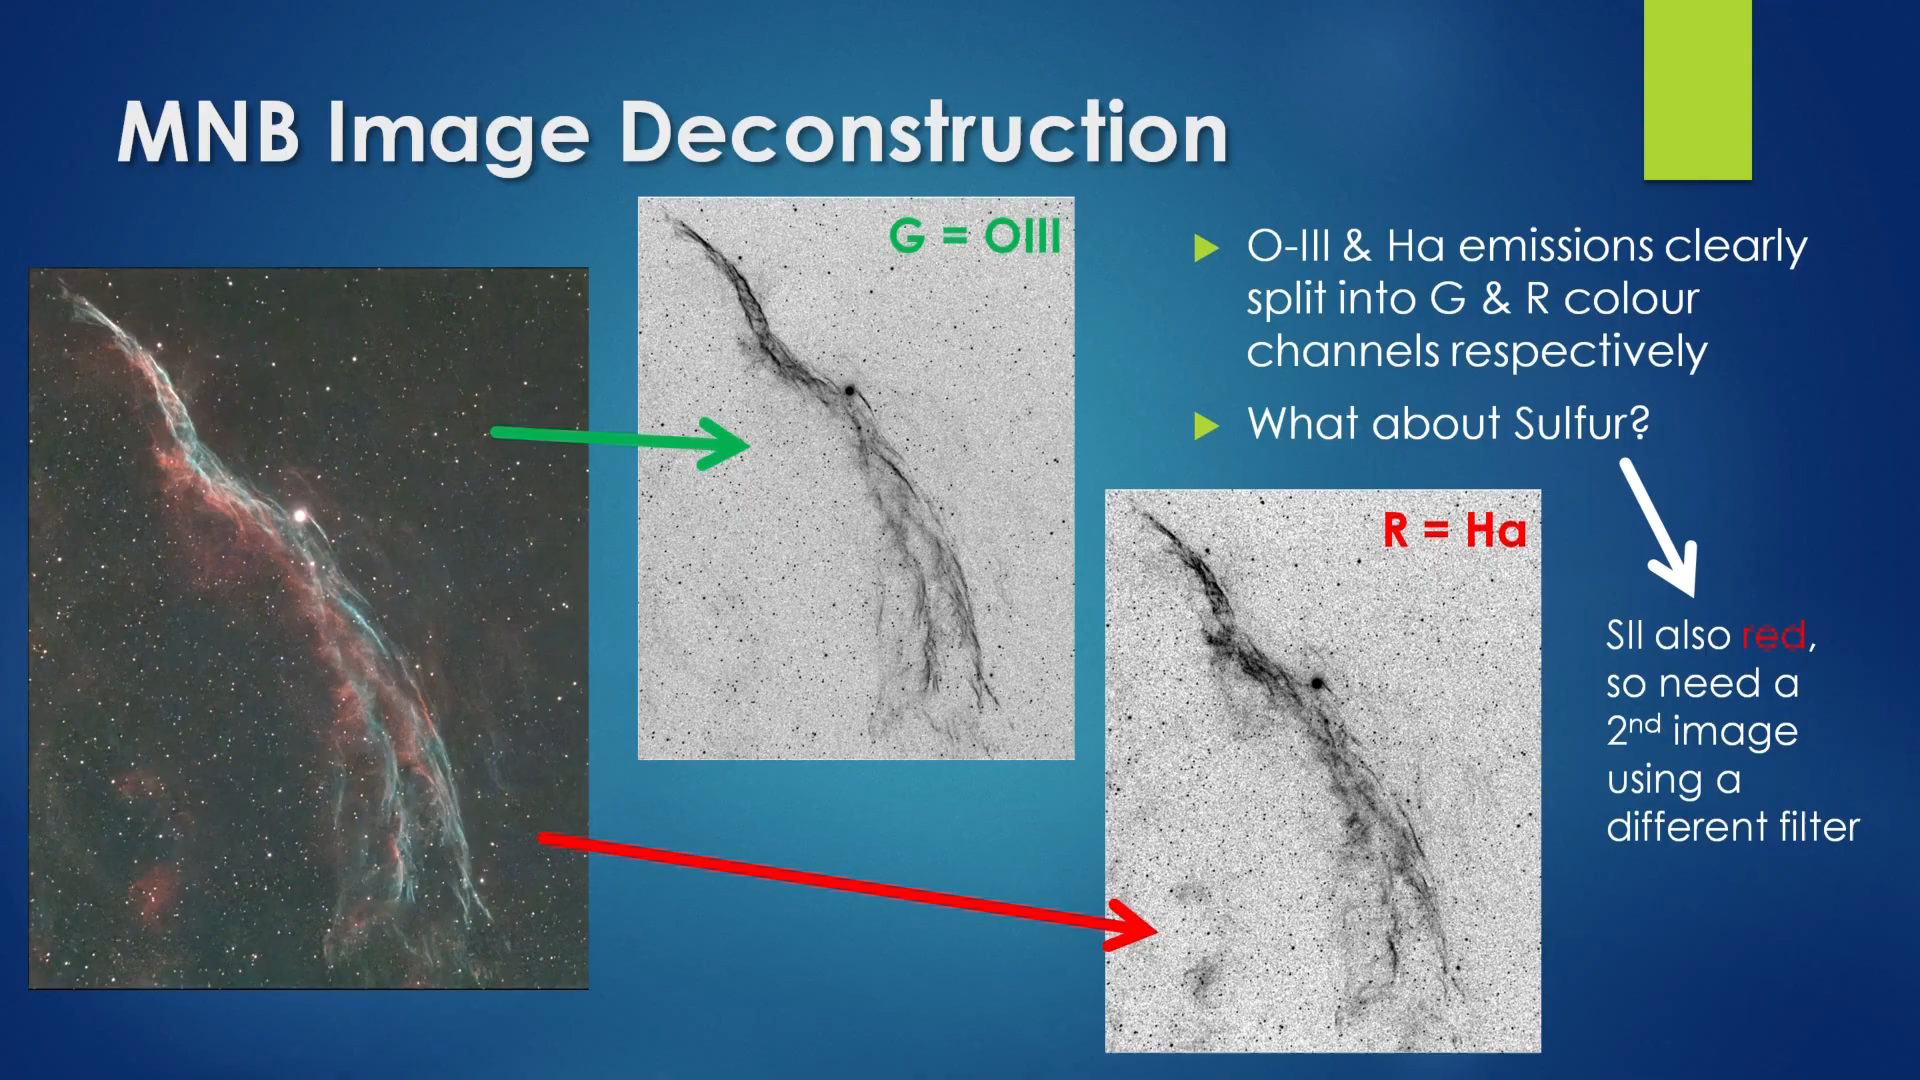 MNB Image Deconstruction
G = OIII
O-III & Ha emissions clearly
split into G & R colour
channels respectively
What about Sulfur?
R = Ha
SII also red,
so need a
2nd image
using a
different filter